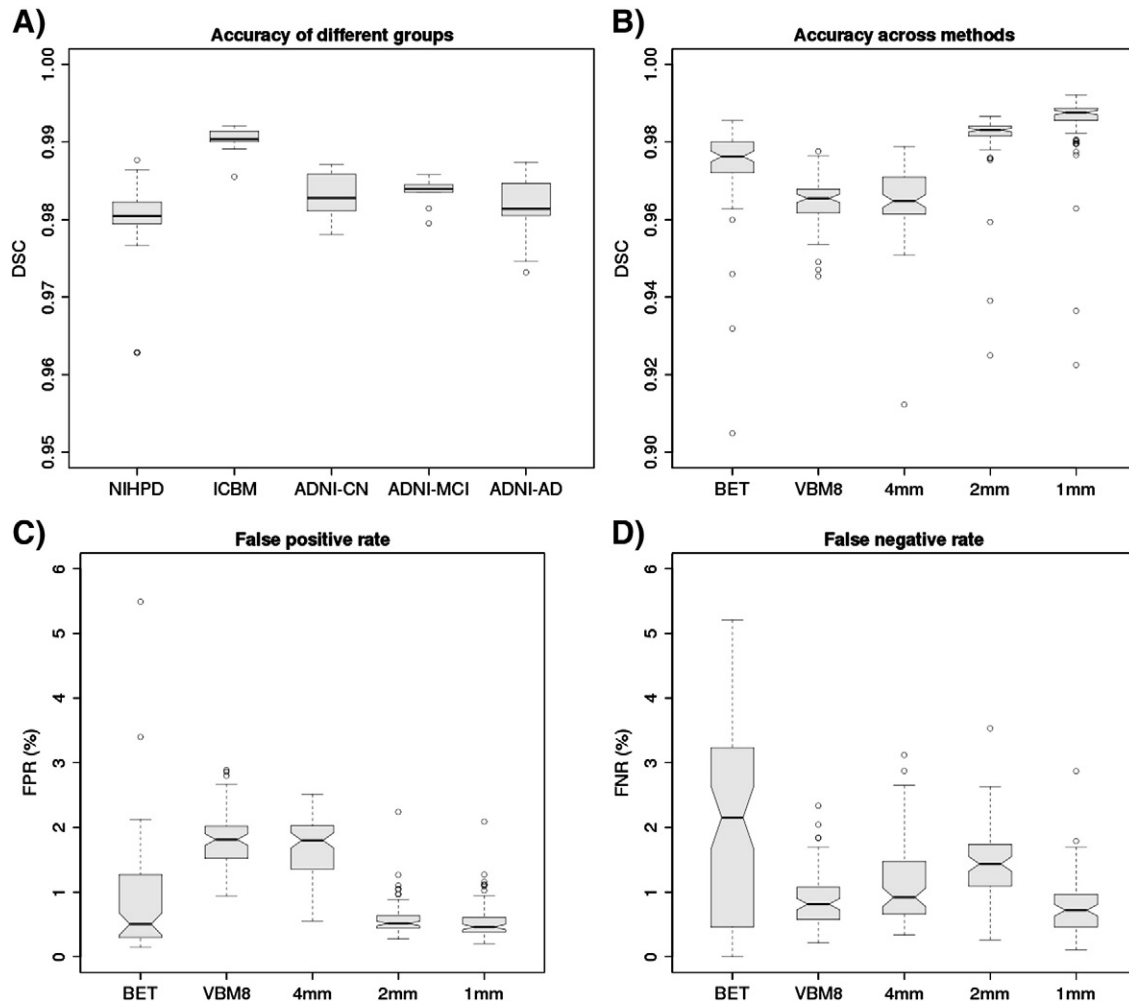 A)
Accuracy of different groups
DSC
1.00
0.99
0.98
0.97
0.96
0.95
NIHPD ICBM ADNI-CN ADNI-MCI ADNI-AD
B)
Accuracy across methods
DSC
1.00
0.98
0.96
0.94
0.92
0.90
BET VBM8 4mm 2mm 1mm
C)
False positive rate
FPR (%)
6
5
4
3
2
1
0
BET VBM8 4mm 2mm 1mm
D)
False negative rate
FNR (%)
6
5
4
3
2
1
0
BET VBM8 4mm 2mm 1mm